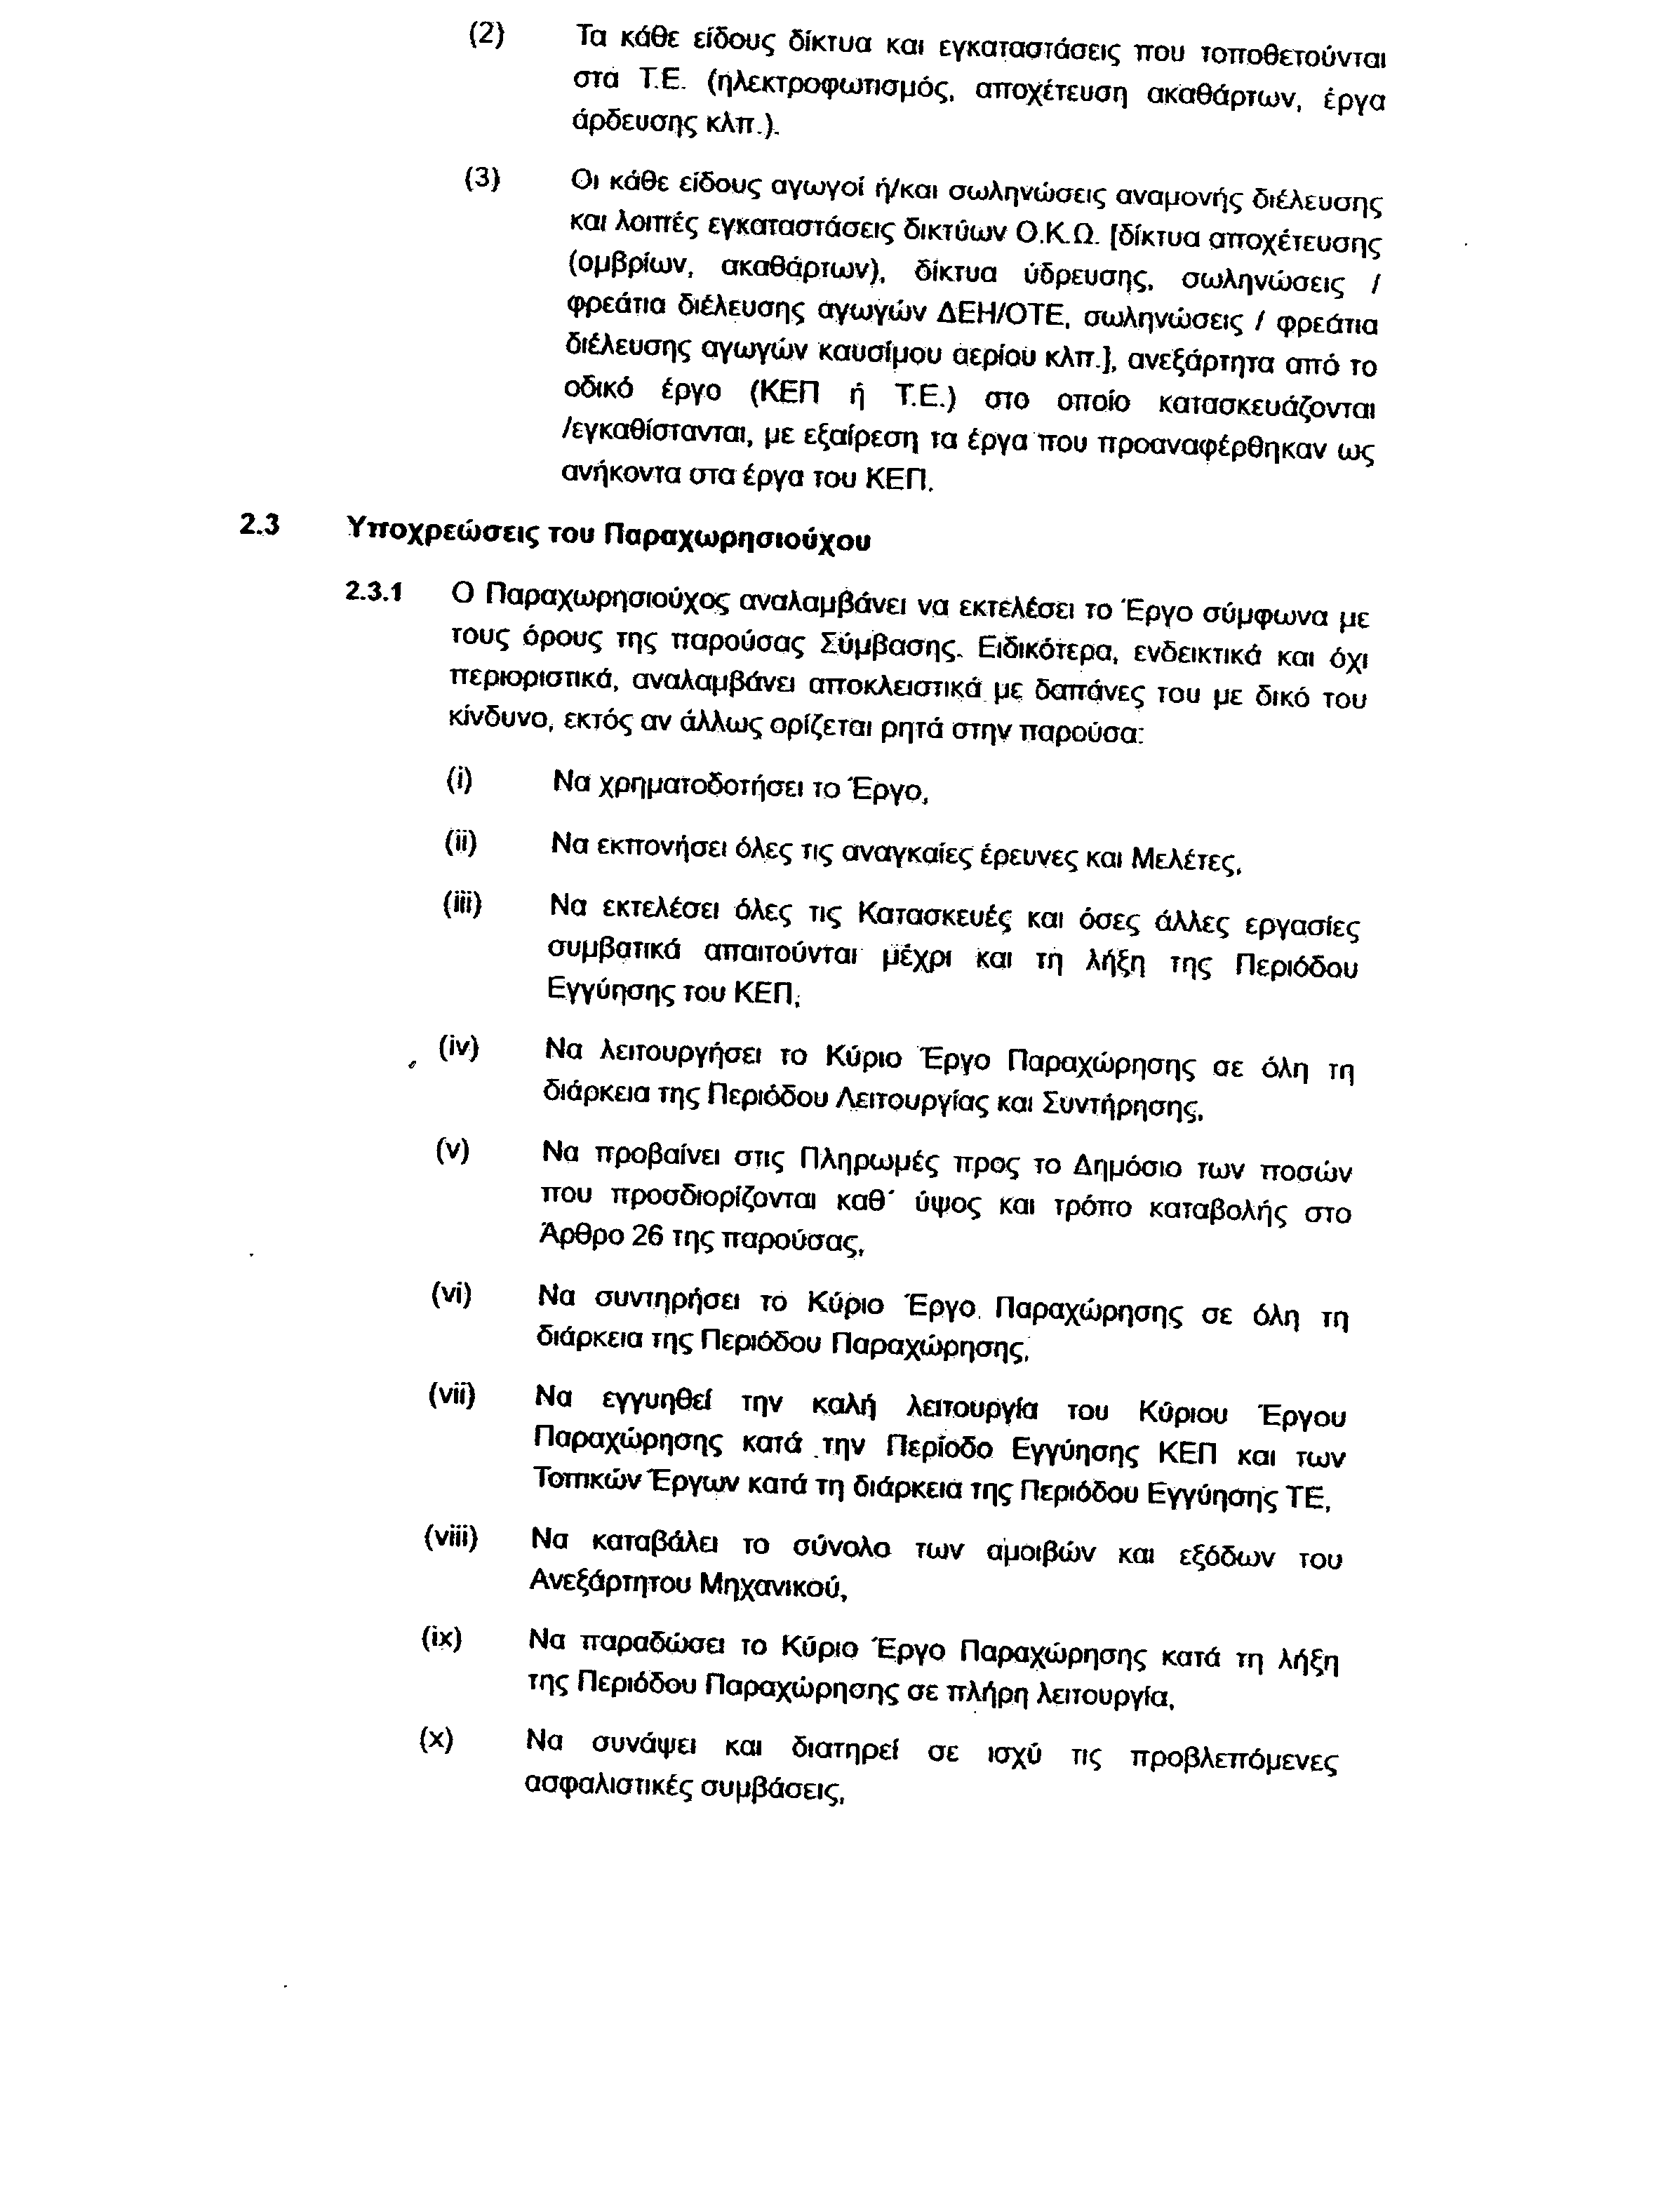 (2) Τα κάθε είδους δίκτυα και εγκαταστάσεις που τοποθετούνται
στα Τ.Ε. (ηλεκτροφωτισμός, αποχέτευση ακαθάρτων, έργα
άρδευσης κλπ.).
(3) Οι κάθε είδους αγωγοί ή/και σωληνώσεις αναμονής διέλευσης
και λοιπές εγκαταστάσεις δικτύων Ο.Κ.Ω. [δίκτυα αποχέτευσης
(ομβρίων, ακαθάρτων), δίκτυα ύδρευσης, σωληνώσεις /
φρεάτια διέλευσης αγωγών ΔΕΗ/ΟΤΕ, σωληνώσεις / φρεάτια
διέλευσης αγωγών καυσίμου αερίου κλπ.], ανεξάρτητα από το
οδικό έργο (ΚΕΠ ή Τ.Ε.) στο οποίο κατασκευάζονται
/εγκαθίστανται, με εξαίρεση τα έργα που προαναφέρθηκαν ως
ανήκοντα στα έργα του ΚΕΠ.
2.3 Υποχρεώσεις του Παραχωρησιούχου
2.3.1 Ο Παραχωρησιούχος αναλαμβάνει να εκτελέσει το Έργο σύμφωνα με
τους όρους της παρούσας Σύμβασης. Ειδικότερα, ενδεικτικά και όχι
περιοριστικά, αναλαμβάνει αποκλειστικά με δαπάνες του με δικό του
κίνδυνο, εκτός αν άλλως ορίζεται ρητά στην παρούσα:
(i) Να χρηματοδοτήσει το Έργο,
(ii) Να εκπονήσει όλες τις αναγκαίες έρευνες και Μελέτες,
(iii) Να εκτελέσει όλες τις Κατασκευές και όσες άλλες εργασίες
συμβατικά απαιτούνται μέχρι και τη λήξη της Περιόδου
Εγγύησης του ΚΕΠ,
(iv) Να λειτουργήσει το Κύριο Έργο Παραχώρησης σε όλη τη
διάρκεια της Περιόδου Λειτουργίας και Συντήρησης,
(v) Να προβαίνει στις Πληρωμές προς το Δημόσιο των ποσών
που προσδιορίζονται καθ΄ ύψος και τρόπο καταβολής στο
Άρθρο 26 της παρούσας,
(vi) Να συντηρήσει το Κύριο Έργο Παραχώρησης σε όλη τη
διάρκεια της Περιόδου Παραχώρησης,
(vii) Να εγγυηθεί την καλή λειτουργία του Κύριου Έργου
Παραχώρησης κατά την Περίοδο Εγγύησης ΚΕΠ και των
Τοπικών Έργων κατά τη διάρκεια της Περιόδου Εγγύησης ΤΕ,
(viii) Να καταβάλει το σύνολο των αμοιβών και εξόδων του
Ανεξάρτητου Μηχανικού,
(ix) Να παραδώσει το Κύριο Έργο Παραχώρησης κατά τη λήξη
της Περιόδου Παραχώρησης σε πλήρη λειτουργία,
(x) Να συνάψει και διατηρεί σε ισχύ τις προβλεπόμενες
ασφαλιστικές συμβάσεις,